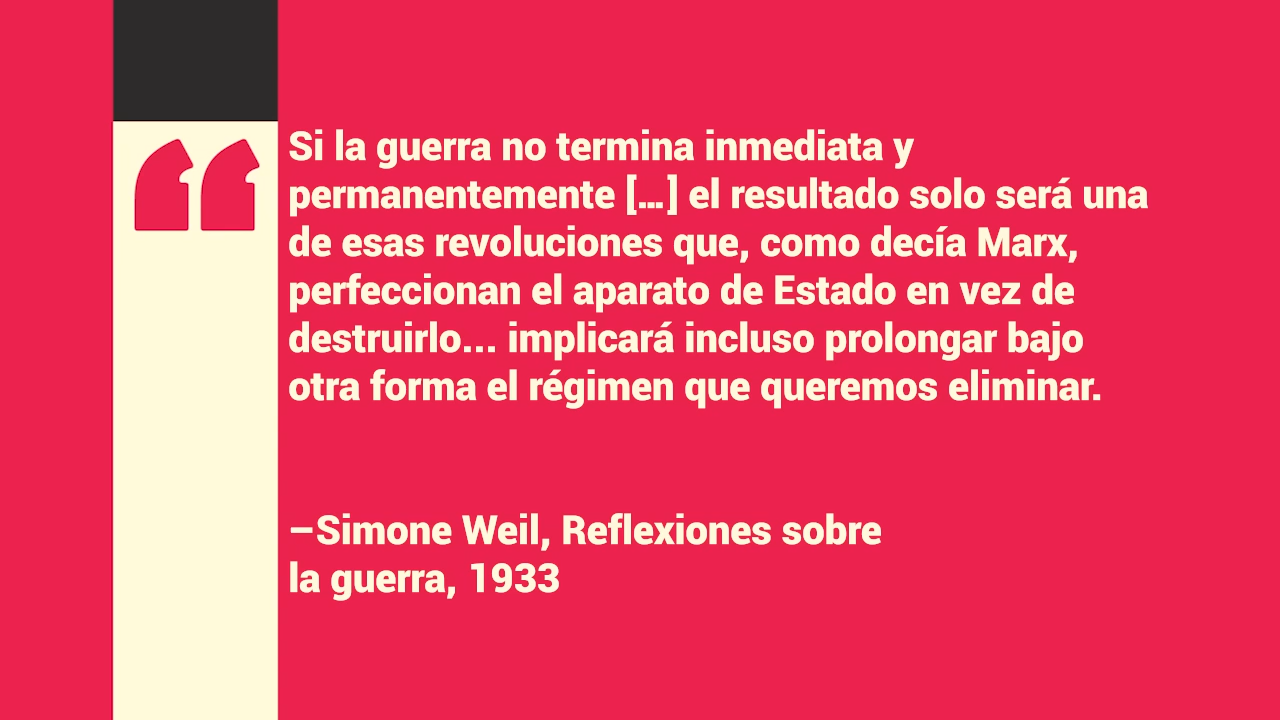 Si la guerra no termina inmediata y
permanentemente [...] el resultado solo será una
de esas revoluciones que, como decía Marx,
perfeccionan el aparato de Estado en vez de
destruirlo... implicará incluso prolongar bajo
otra forma el régimen que queremos eliminar.
–Simone Weil, Reflexiones sobre
la guerra, 1933